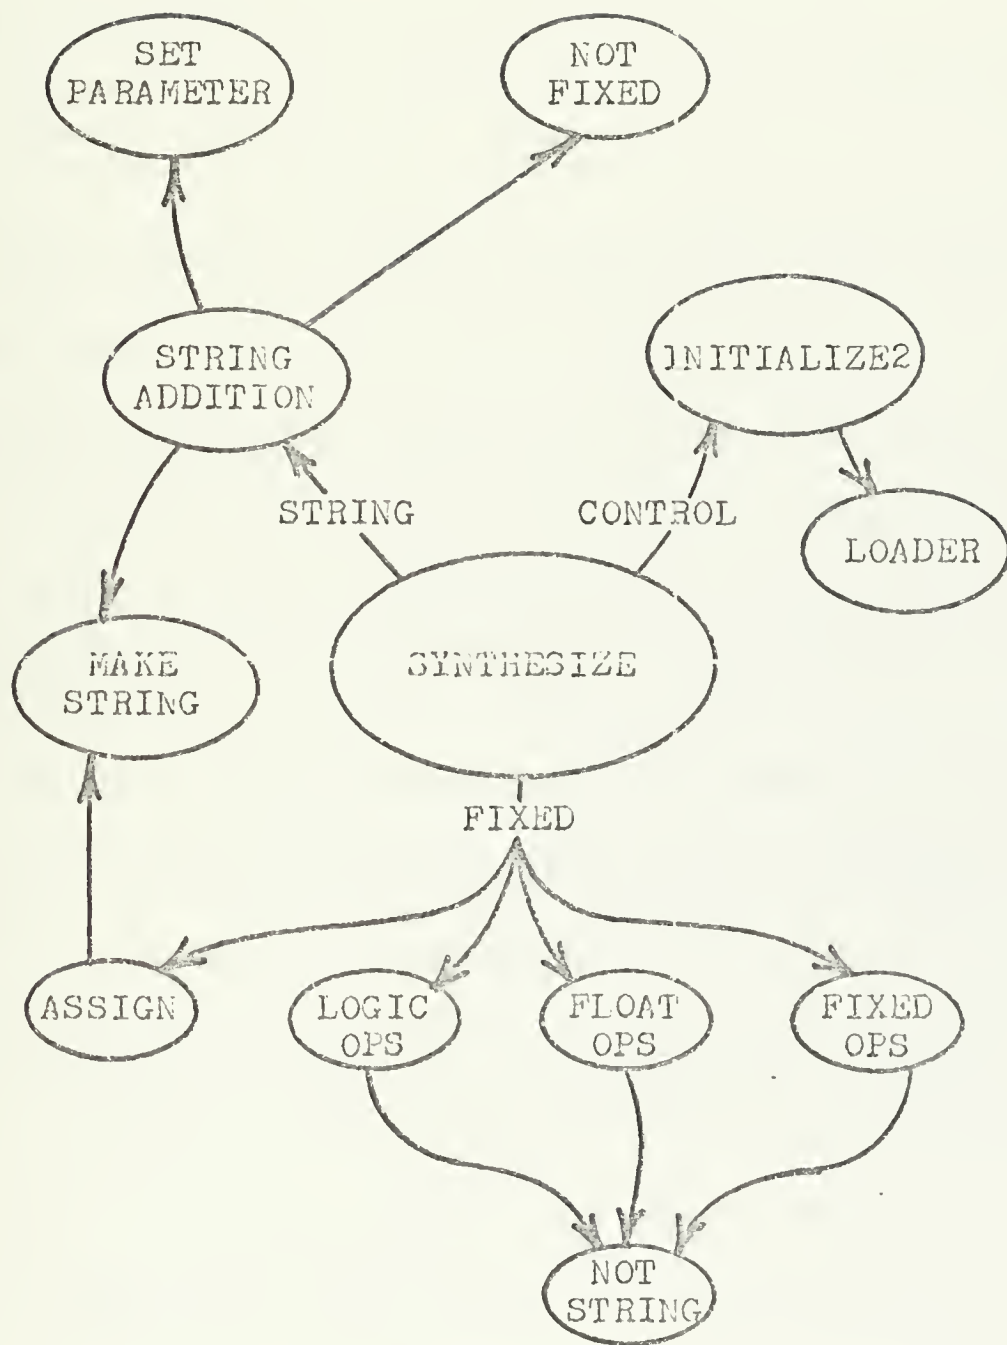 SET
PARAMETER
NOT
FIXED
STRING
ADDITION
INITIALIZE2
STRING
CONTROL
LOADER
MAKE
STRING
SYNTHESIZE
FIXED
ASSIGN
LOGIC
OPS
FLOAT
OPS
FIXED
OPS
NOT
STRING